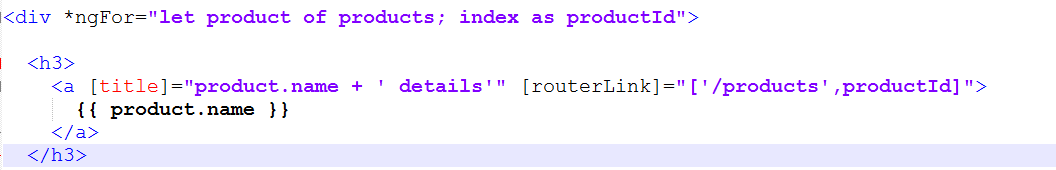 <div *ngFor="let product of products; index as productId">
<h3>
<a [title]="product.name + ' details'" [routerLink]="['/products',productId]">
{{ product.name }}
</a>
</h3>